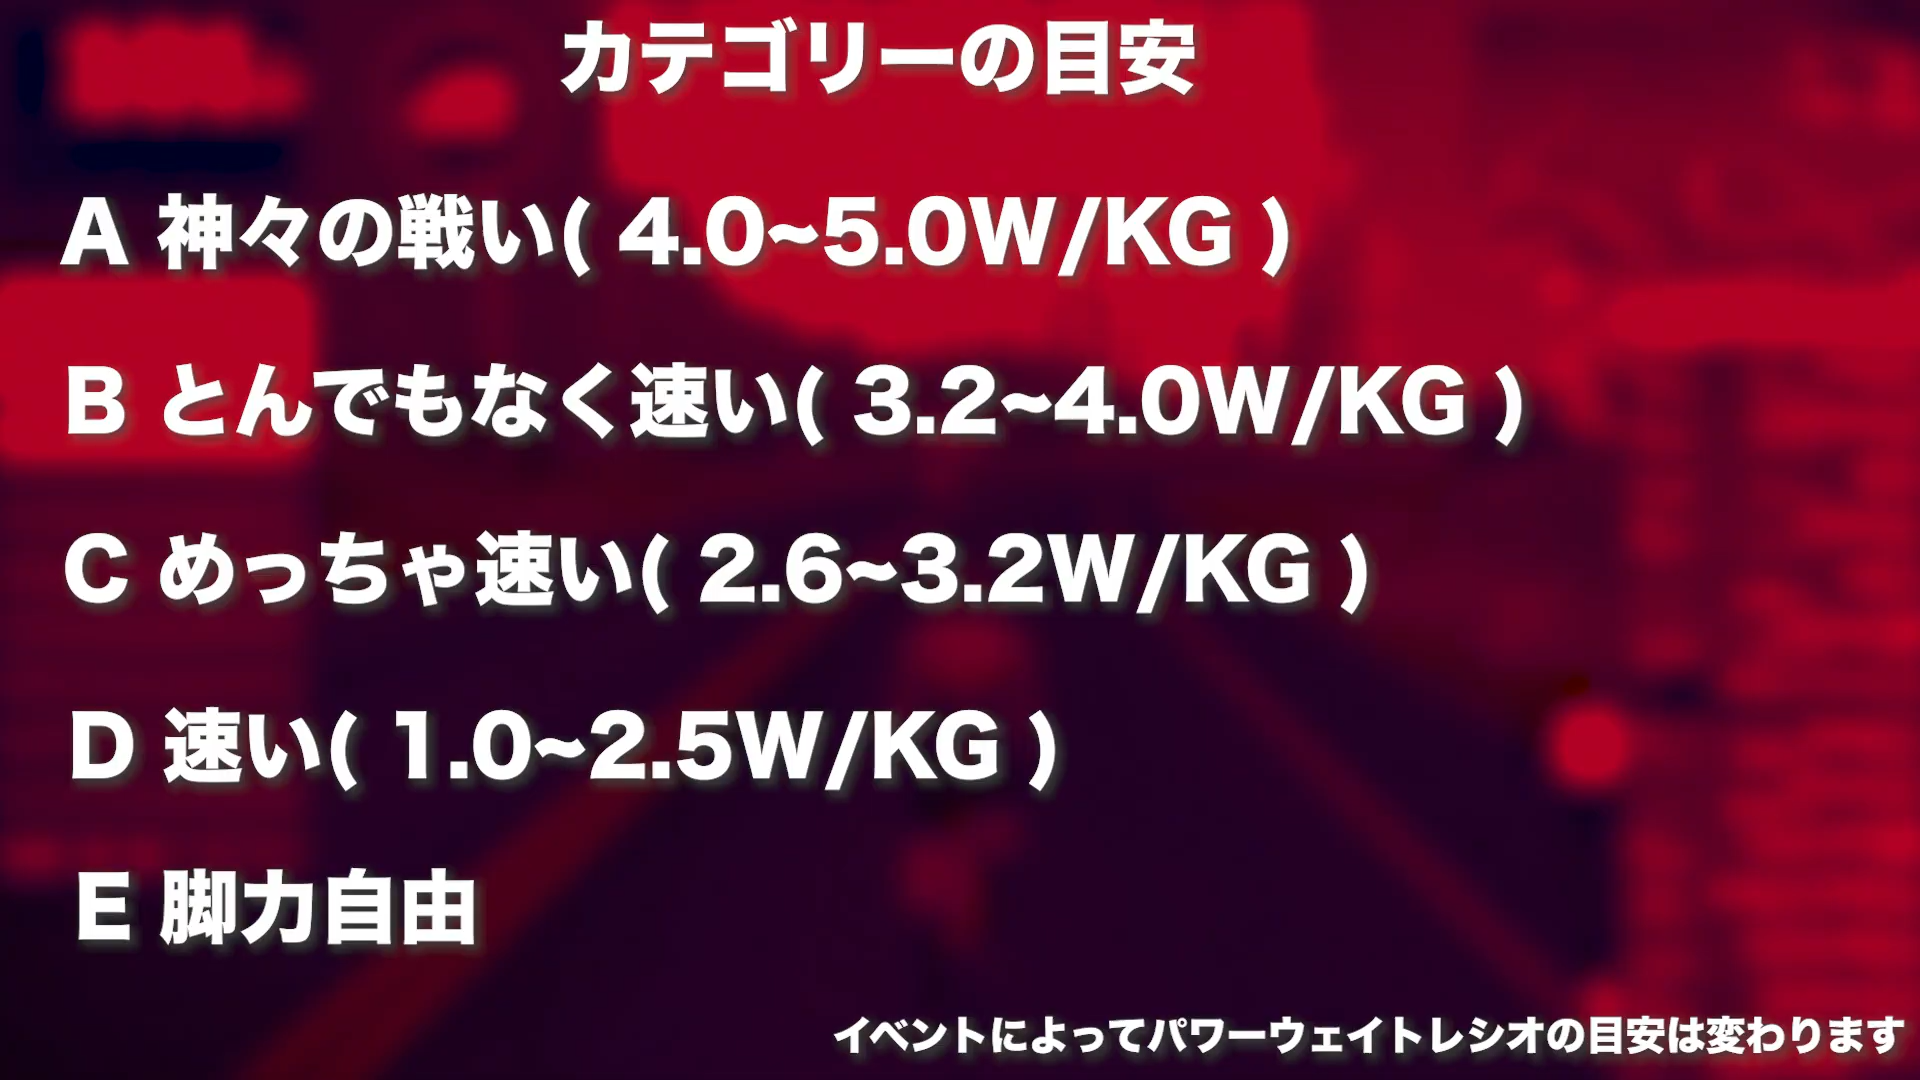 カテゴリーの目安
A 神々の戦い( 4.0~5.0W/KG )
B とんでもなく速い( 3.2~4.0W/KG )
C めっちゃ速い( 2.6~3.2W/KG )
D 速い( 1.0~2.5W/KG )
E 脚力自由
イベントによってパワーウェイトレシオの目安は変わります